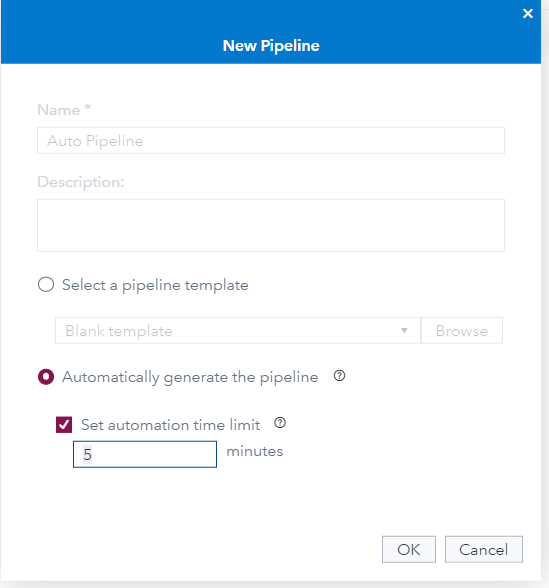 New Pipeline
Name *
Auto Pipeline
Description:
Select a pipeline template
Blank template
Browse
Automatically generate the pipeline
Set automation time limit
5 minutes
OK Cancel